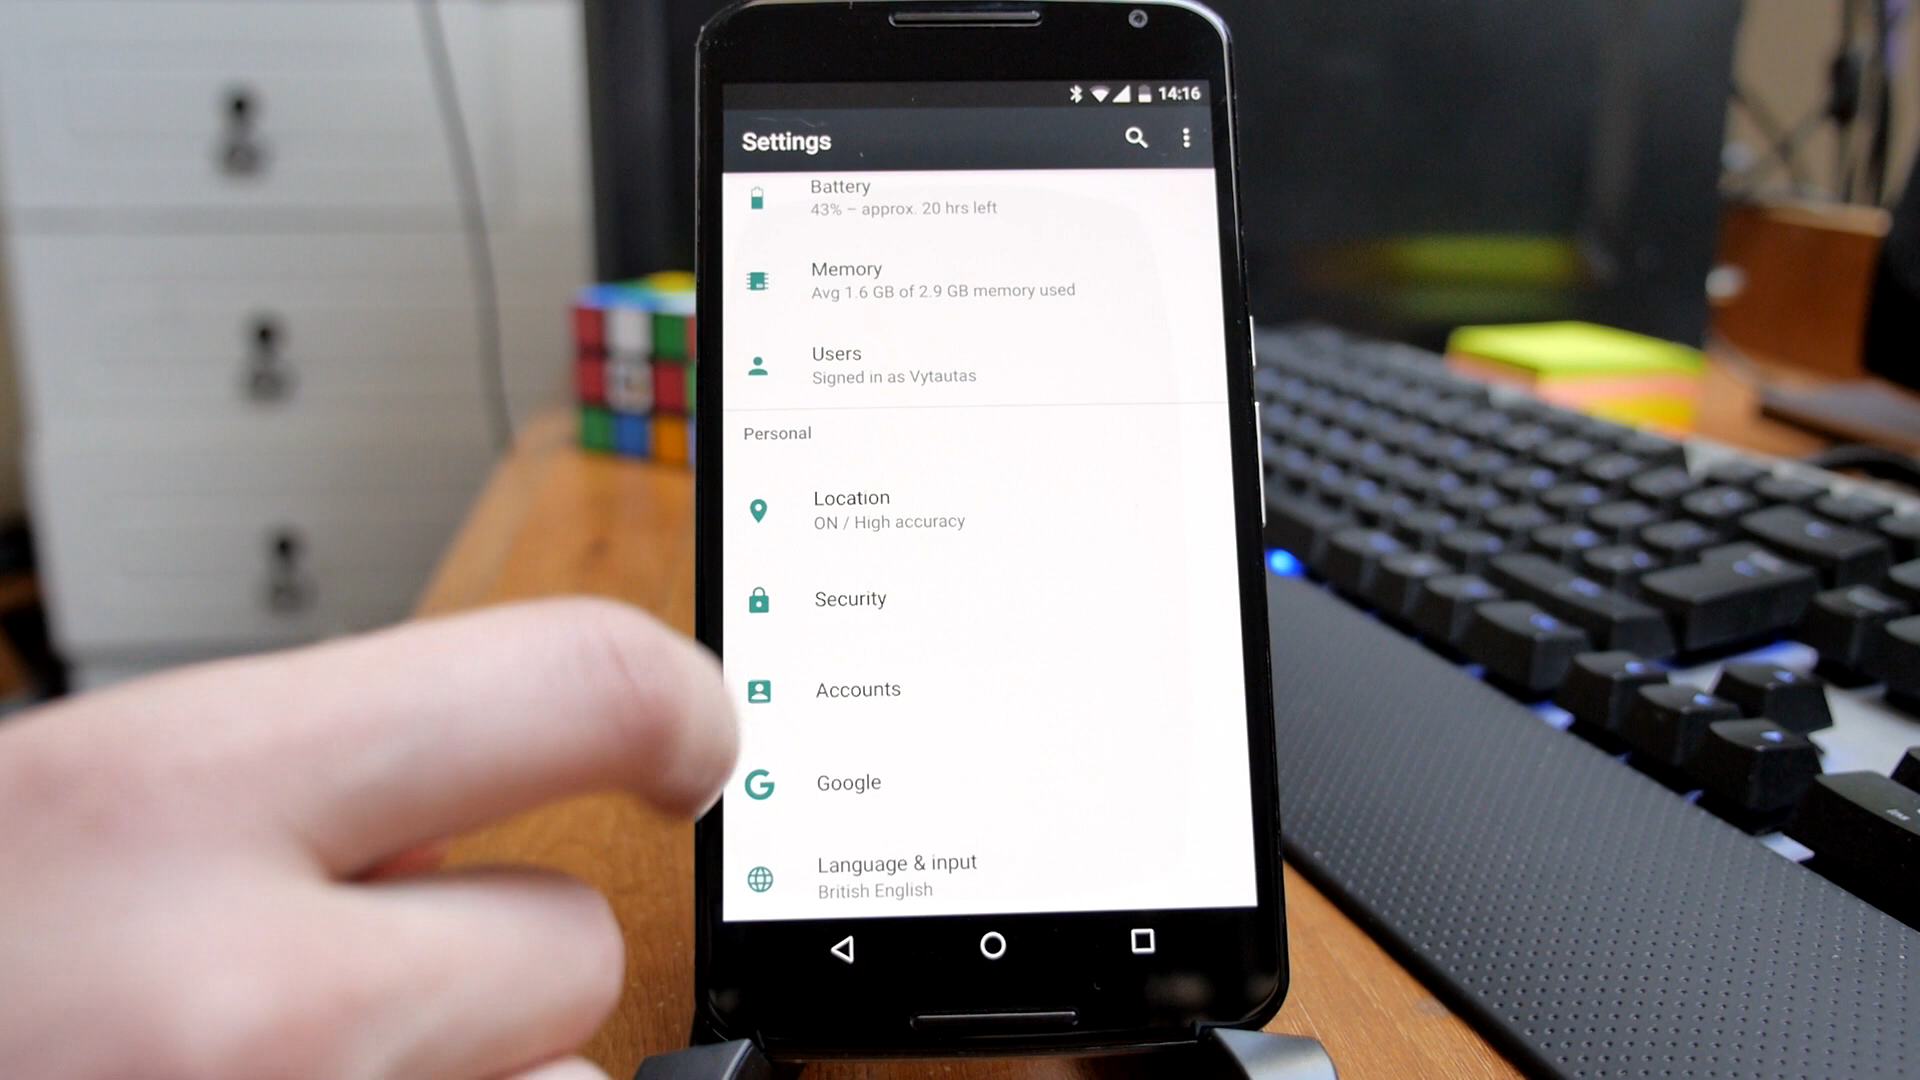 14:16
Settings
Battery
43% – approx. 20 hrs left
Memory
Avg 1.6 GB of 2.9 GB memory used
Users
Signed in as Vytautas
Personal
Location
ON / High accuracy
Security
Accounts
Google
Language & input
British English